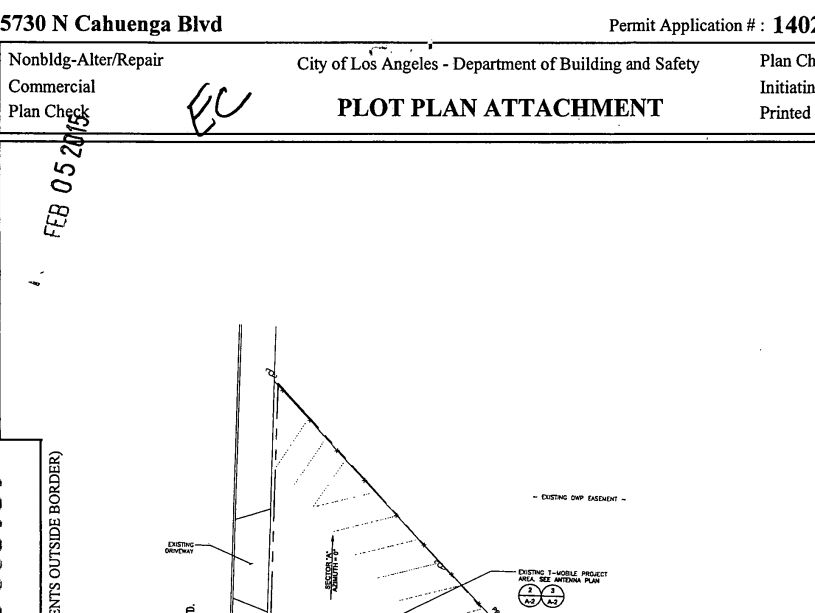 5730 N Cahuenga Blvd
Permit Application # : 1402
Nonbldg-Alter/Repair
City of Los Angeles - Department of Building and Safety
Plan Ch
Commercial
Initiatin
Plan Check
EC
PLOT PLAN ATTACHMENT
Printed
FEB 05 2015
ENTS OUTSIDE BORDER)
- EXISTING DWP EASEMENT -
EXISTING
DRIVEWAY
SECTOR "A"
AZIMUTH = 0°
EXISTING T-MOBILE PROJECT
AREA. SEE ANTENNA PLAN
2 3
A-2 A-2
D.